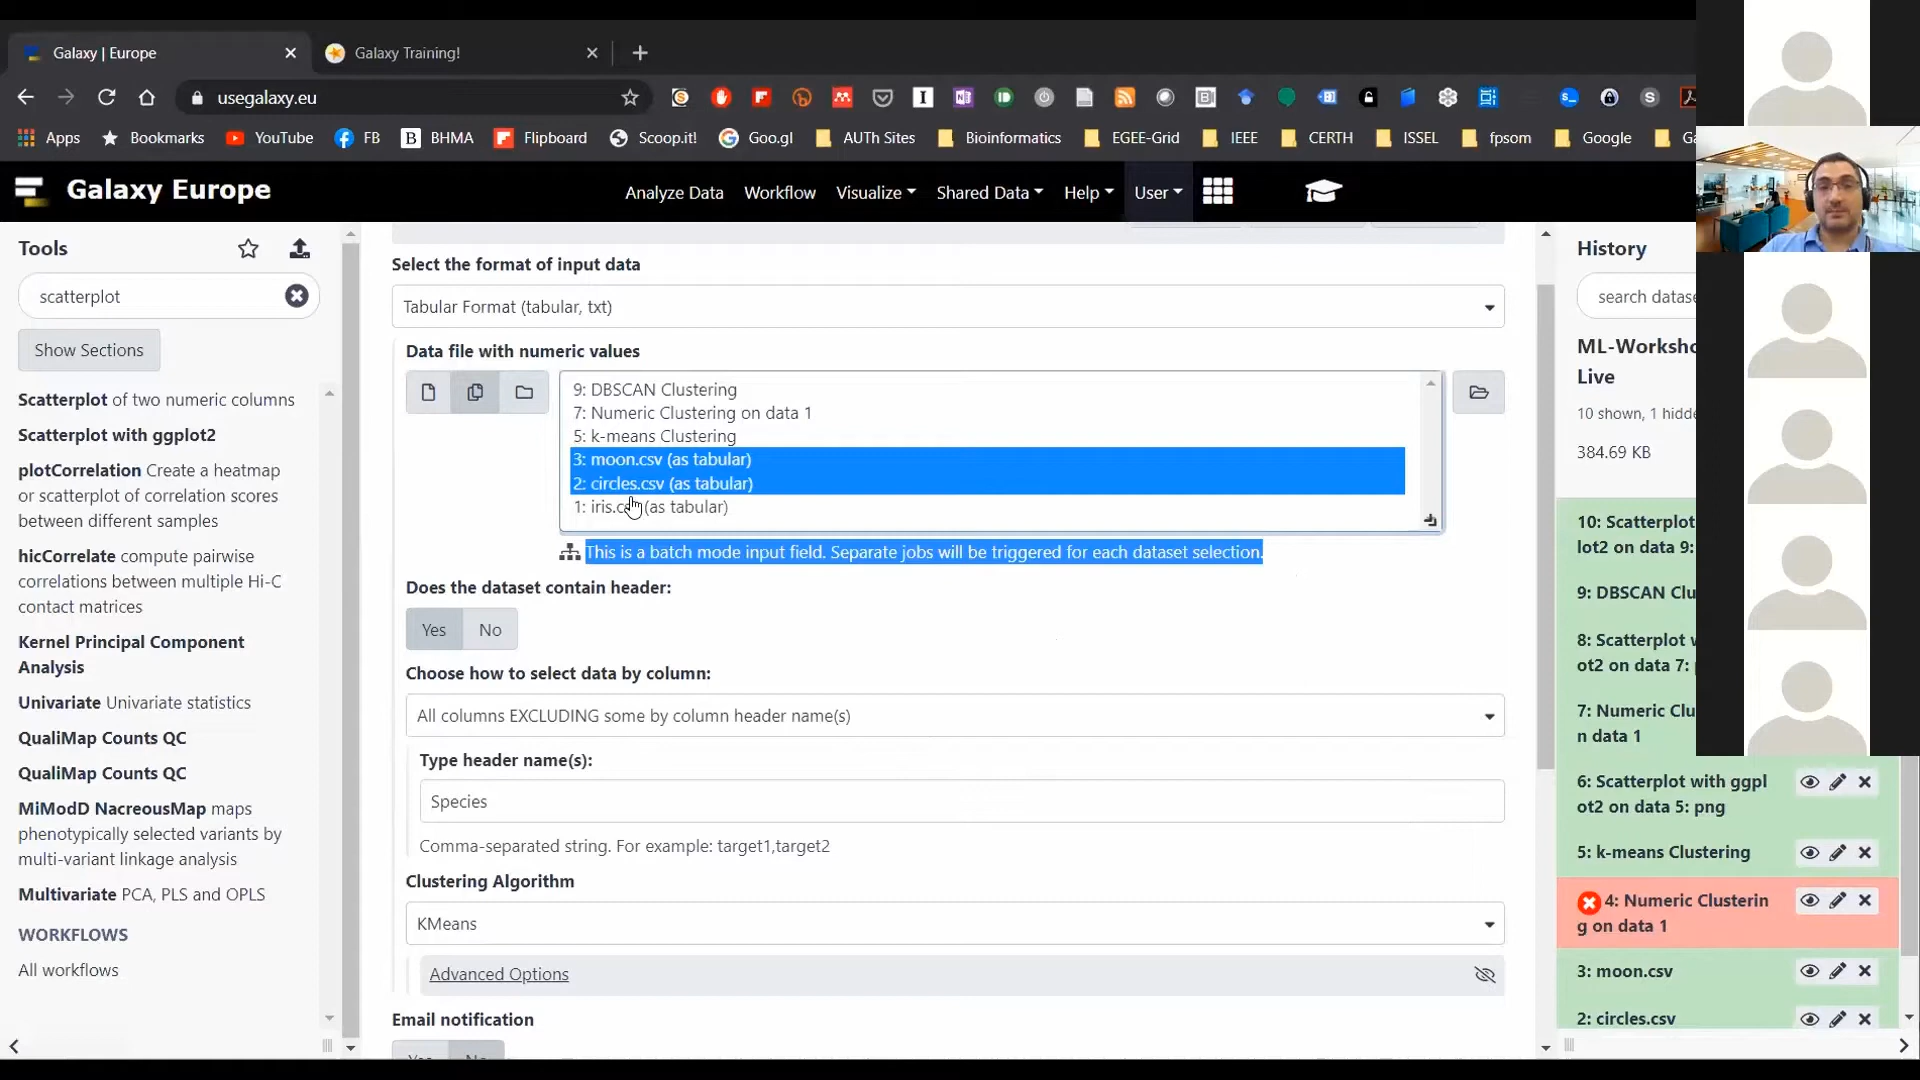 Galaxy | Europe
Galaxy Training!
usegalaxy.eu
Apps
Bookmarks
YouTube
FB
BHMA
Flipboard
Scoop.it!
Goo.gl
AUTh Sites
Bioinformatics
EGEE-Grid
IEEE
CERTH
ISSEL
fpsom
Google
Galaxy Europe
Analyze Data
Workflow
Visualize
Shared Data
Help
User
Tools
scatterplot
Show Sections
Scatterplot of two numeric columns
Scatterplot with ggplot2
plotCorrelation Create a heatmap
or scatterplot of correlation scores
between different samples
hicCorrelate compute pairwise
correlations between multiple Hi-C
contact matrices
Kernel Principal Component
Analysis
Univariate Univariate statistics
QualiMap Counts QC
QualiMap Counts QC
MiModD NacreousMap maps
phenotypically selected variants by
multi-variant linkage analysis
Multivariate PCA, PLS and OPLS
WORKFLOWS
All workflows
Select the format of input data
Tabular Format (tabular, txt)
Data file with numeric values
9: DBSCAN Clustering
7: Numeric Clustering on data 1
5: k-means Clustering
3: moon.csv (as tabular)
2: circles.csv (as tabular)
1: iris.cs (as tabular)
This is a batch mode input field. Separate jobs will be triggered for each dataset selection.
Does the dataset contain header:
Yes
No
Choose how to select data by column:
All columns EXCLUDING some by column header name(s)
Type header name(s):
Species
Comma-separated string. For example: target1,target2
Clustering Algorithm
KMeans
Advanced Options
Email notification
Yes
No
History
search datase
ML-Worksho
Live
10 shown, 1 hidde
384.69 KB
10: Scatterplot
lot2 on data 9:
9: DBSCAN Clu
8: Scatterplot w
ot2 on data 7: p
7: Numeric Clu
n data 1
6: Scatterplot with ggpl
ot2 on data 5: png
5: k-means Clustering
4: Numeric Clusterin
g on data 1
3: moon.csv
2: circles.csv